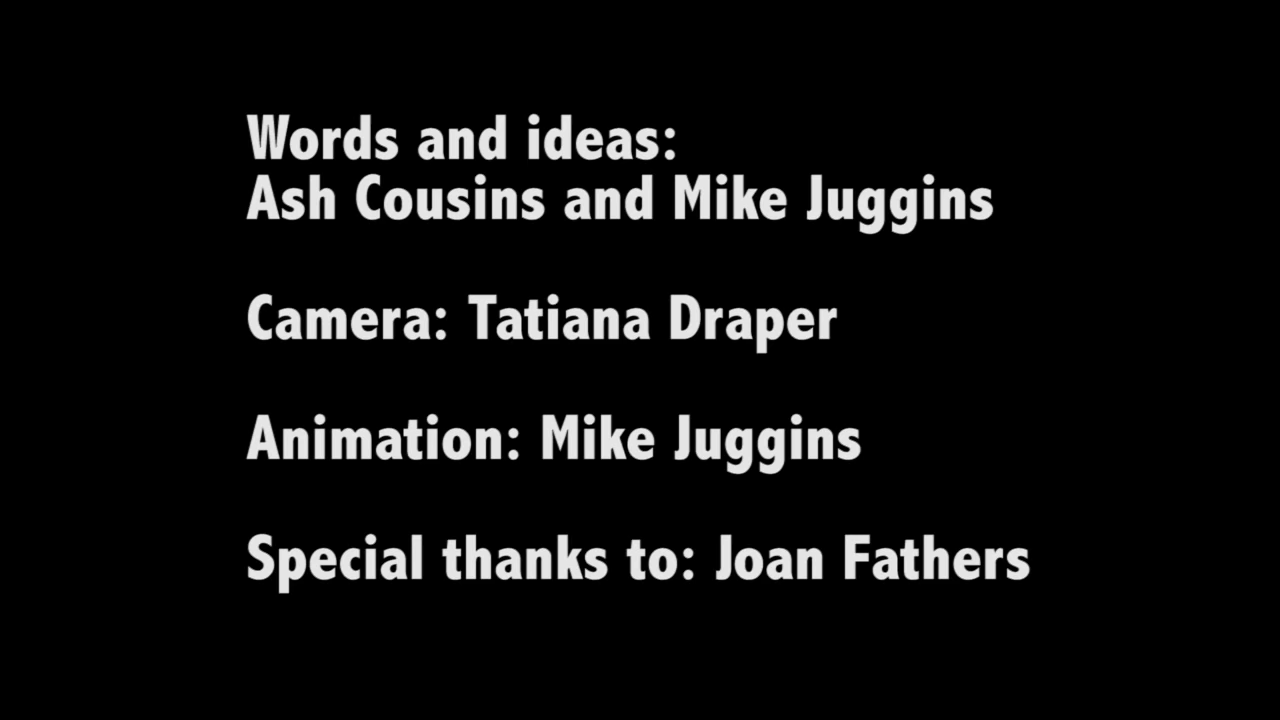 Words and ideas:
Ash Cousins and Mike Juggins
Camera: Tatiana Draper
Animation: Mike Juggins
Special thanks to: Joan Fathers